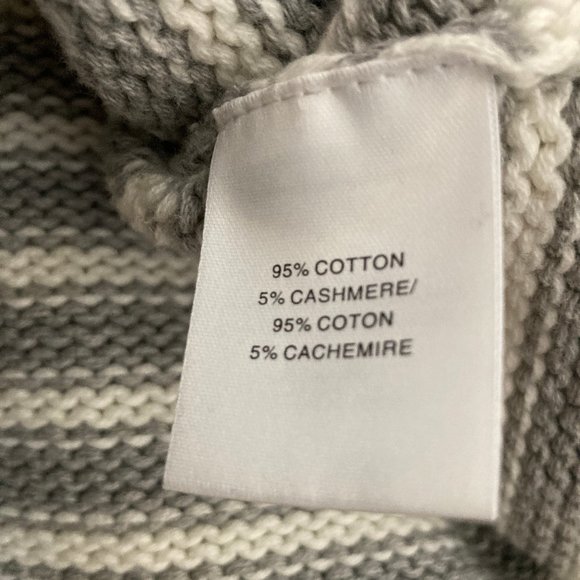 95% COTTON
5% CASHMERE/
95% COTON
5% CACHEMIRE